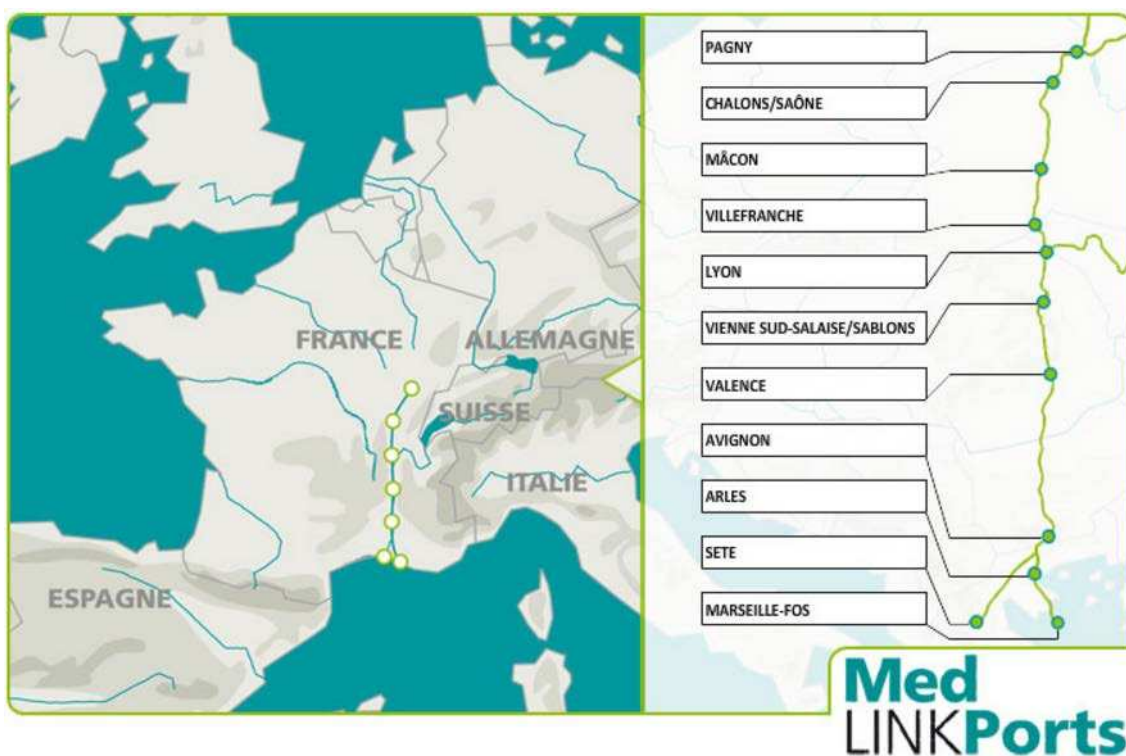 FRANCE
ALLEMAGNE
SUISSE
ITALIE
ESPAGNE
PAGNY
CHALONS/SAÔNE
MÂCON
VILLEFRANCHE
LYON
VIENNE SUD-SALAISE/SABLONS
VALENCE
AVIGNON
ARLES
SETE
MARSEILLE-FOS
Med
LINKPorts